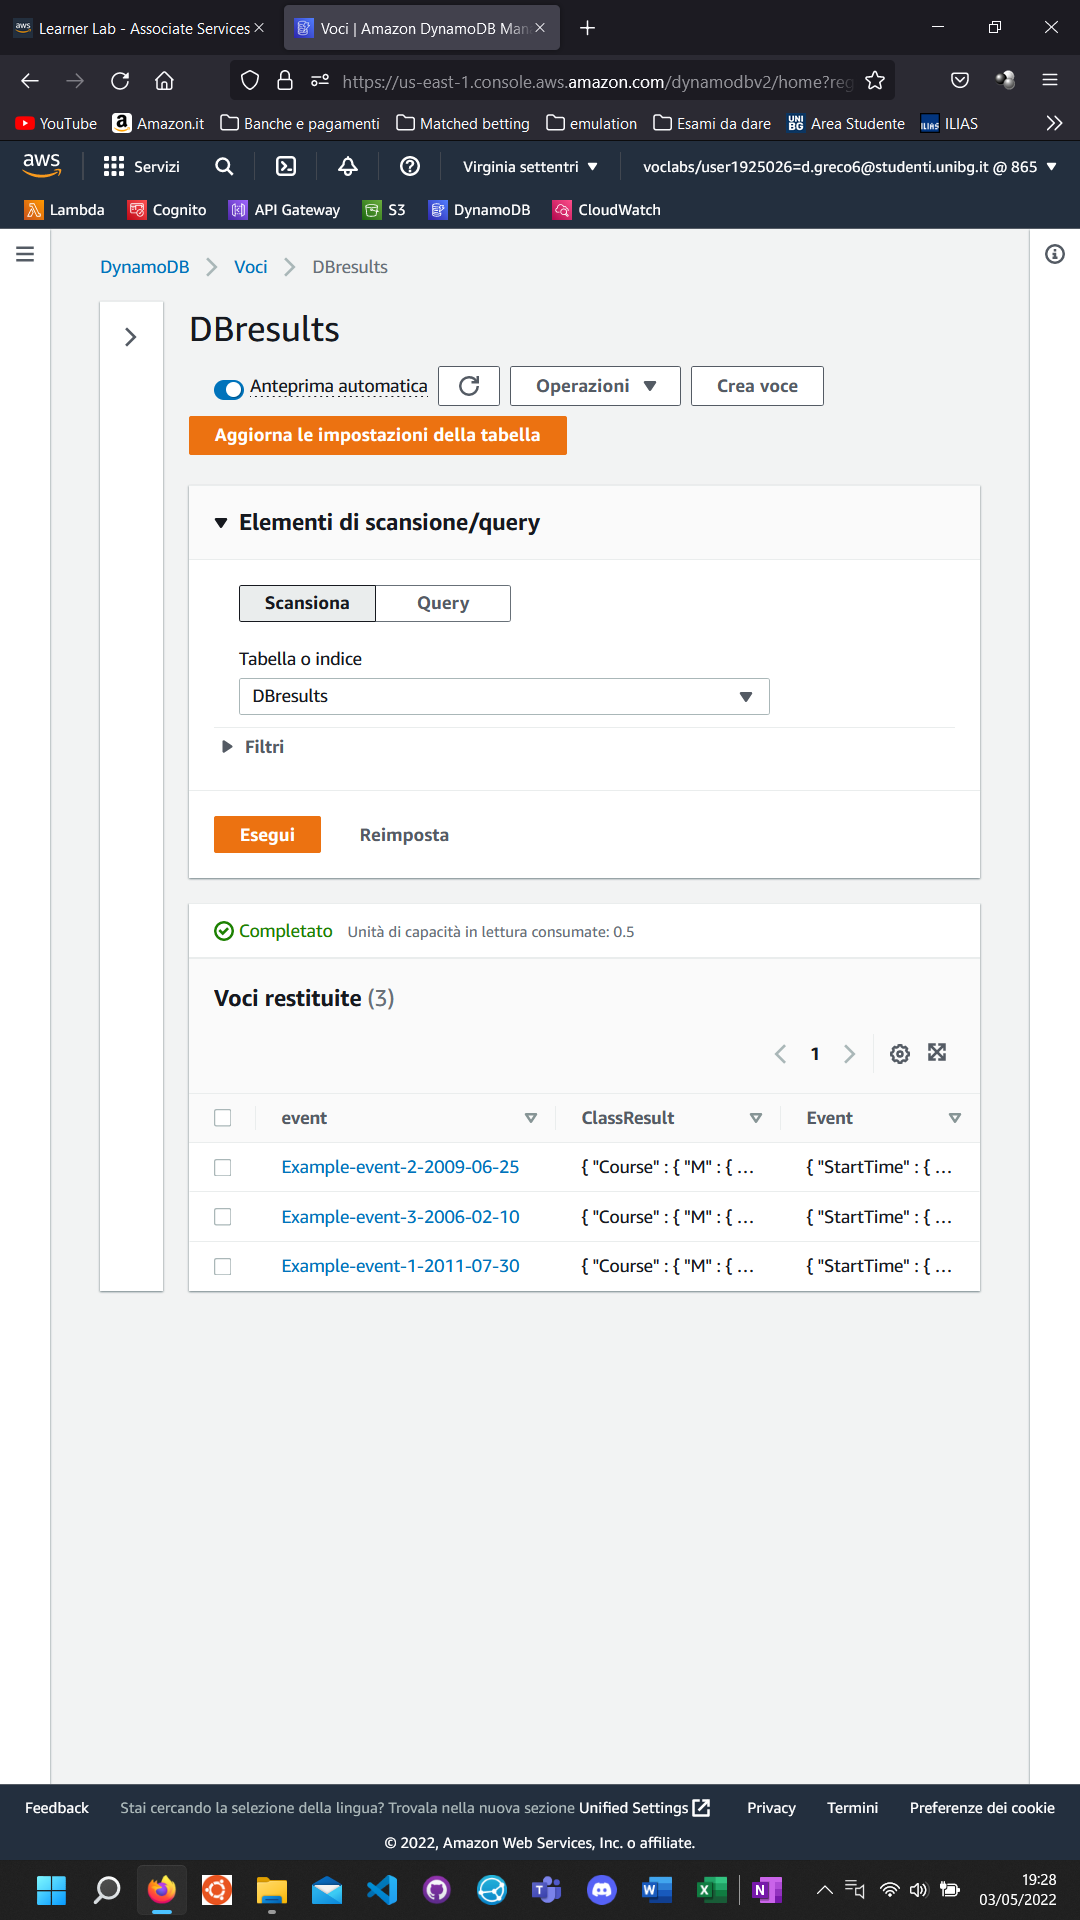 aws Learner Lab - Associate Services
Voci | Amazon DynamoDB Man
https://us-east-1.console.aws.amazon.com/dynamodbv2/home?reg
YouTube
a Amazon.it
Banche e pagamenti
Matched betting
emulation
Esami da dare
UNI BG Area Studente
ILIAS ILIAS
aws
Servizi
Virginia settentri
voclabs/user1925026=d.greco6@studenti.unibg.it @ 865
Lambda
Cognito
API Gateway
S3
DynamoDB
CloudWatch
DynamoDB
Voci
DBresults
DBresults
Anteprima automatica
Operazioni
Crea voce
Aggiorna le impostazioni della tabella
Elementi di scansione/query
Scansiona
Query
Tabella o indice
DBresults
Filtri
Esegui
Reimposta
Completato
Unità di capacità in lettura consumate: 0.5
Voci restituite (3)
1
event
ClassResult
Event
Example-event-2-2009-06-25
{ "Course" : { "M" : { ...
{ "StartTime" : { ...
Example-event-3-2006-02-10
{ "Course" : { "M" : { ...
{ "StartTime" : { ...
Example-event-1-2011-07-30
{ "Course" : { "M" : { ...
{ "StartTime" : { ...
Feedback
Stai cercando la selezione della lingua? Trovala nella nuova sezione Unified Settings
Privacy
Termini
Preferenze dei cookie
© 2022, Amazon Web Services, Inc. o affiliate.
19:28
03/05/2022